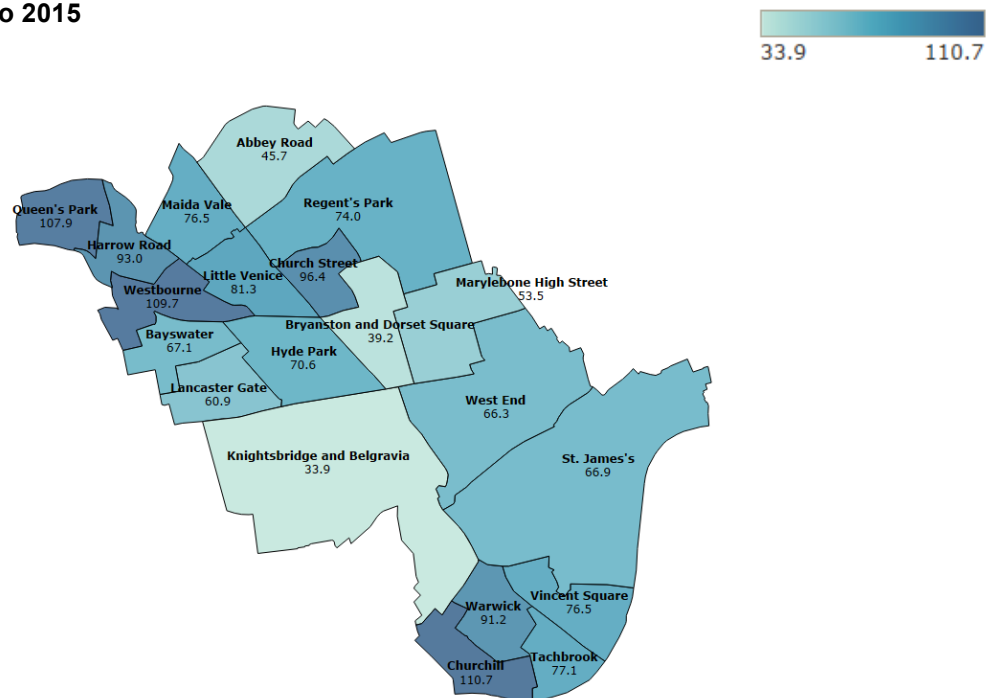 o 2015
33.9 110.7
Abbey Road
45.7
Queen's Park
107.9
Maida Vale
76.5
Regent's Park
74.0
Harrow Road
93.0
Church Street
96.4
Little Venice
81.3
Marylebone High Street
53.5
Westbourne
109.7
Bryanston and Dorset Square
39.2
Bayswater
67.1
Hyde Park
70.6
Lancaster Gate
60.9
West End
66.3
Knightsbridge and Belgravia
33.9
St. James's
66.9
Vincent Square
76.5
Warwick
91.2
Tachbrook
77.1
Churchill
110.7